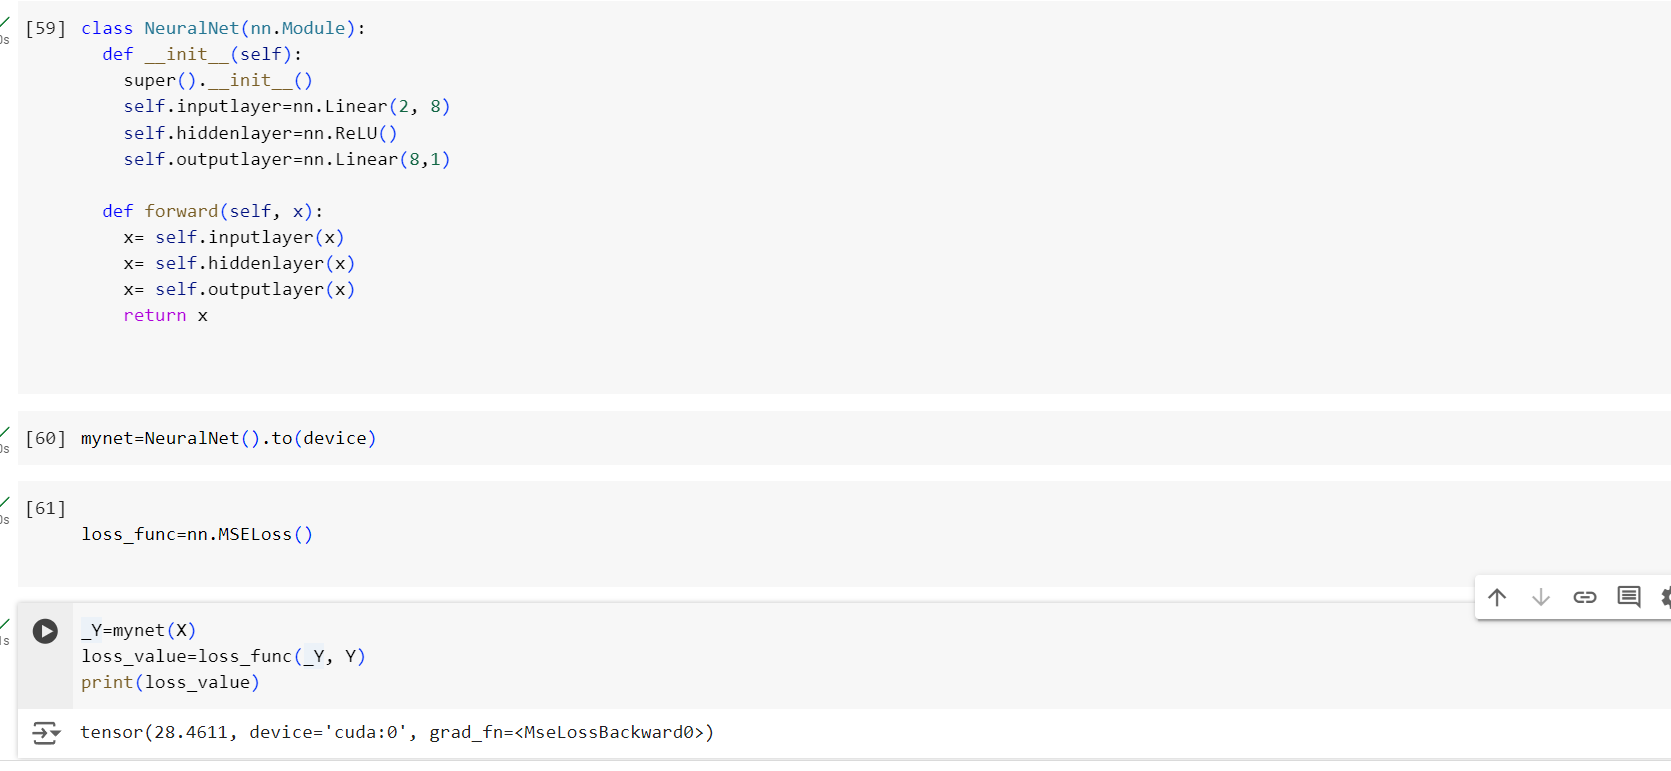 [59] class NeuralNet(nn.Module):
def __init__(self):
super().__init__()
self.inputlayer=nn.Linear(2, 8)
self.hiddenlayer=nn.ReLU()
self.outputlayer=nn.Linear(8,1)
def forward(self, x):
x= self.inputlayer(x)
x= self.hiddenlayer(x)
x= self.outputlayer(x)
return x
[60] mynet=NeuralNet().to(device)
[61]
loss_func=nn.MSELoss()
_Y=mynet(X)
loss_value=loss_func(_Y, Y)
print(loss_value)
tensor(28.4611, device='cuda:0', grad_fn=<MseLossBackward0>)